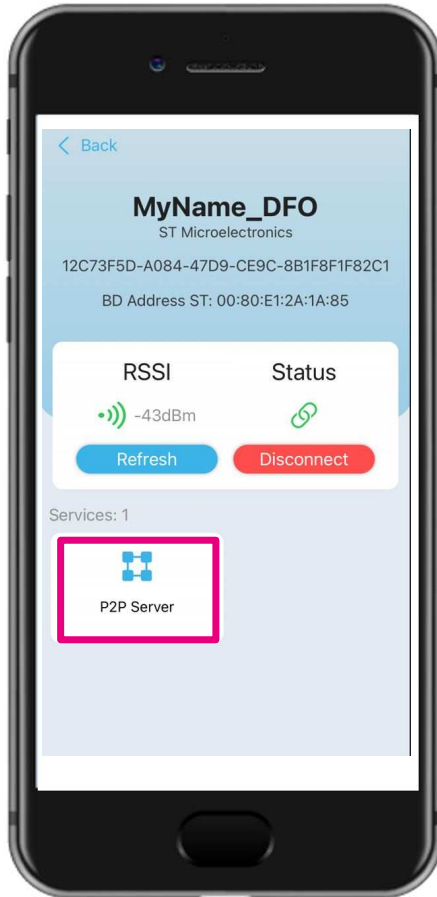 Back
MyName_DFO
ST Microelectronics
12C73F5D-A084-47D9-CE9C-8B1F8F1F82C1
BD Address ST: 00:80:E1:2A:1A:85
RSSI Status
-43dBm
Refresh Disconnect
Services: 1
P2P Server